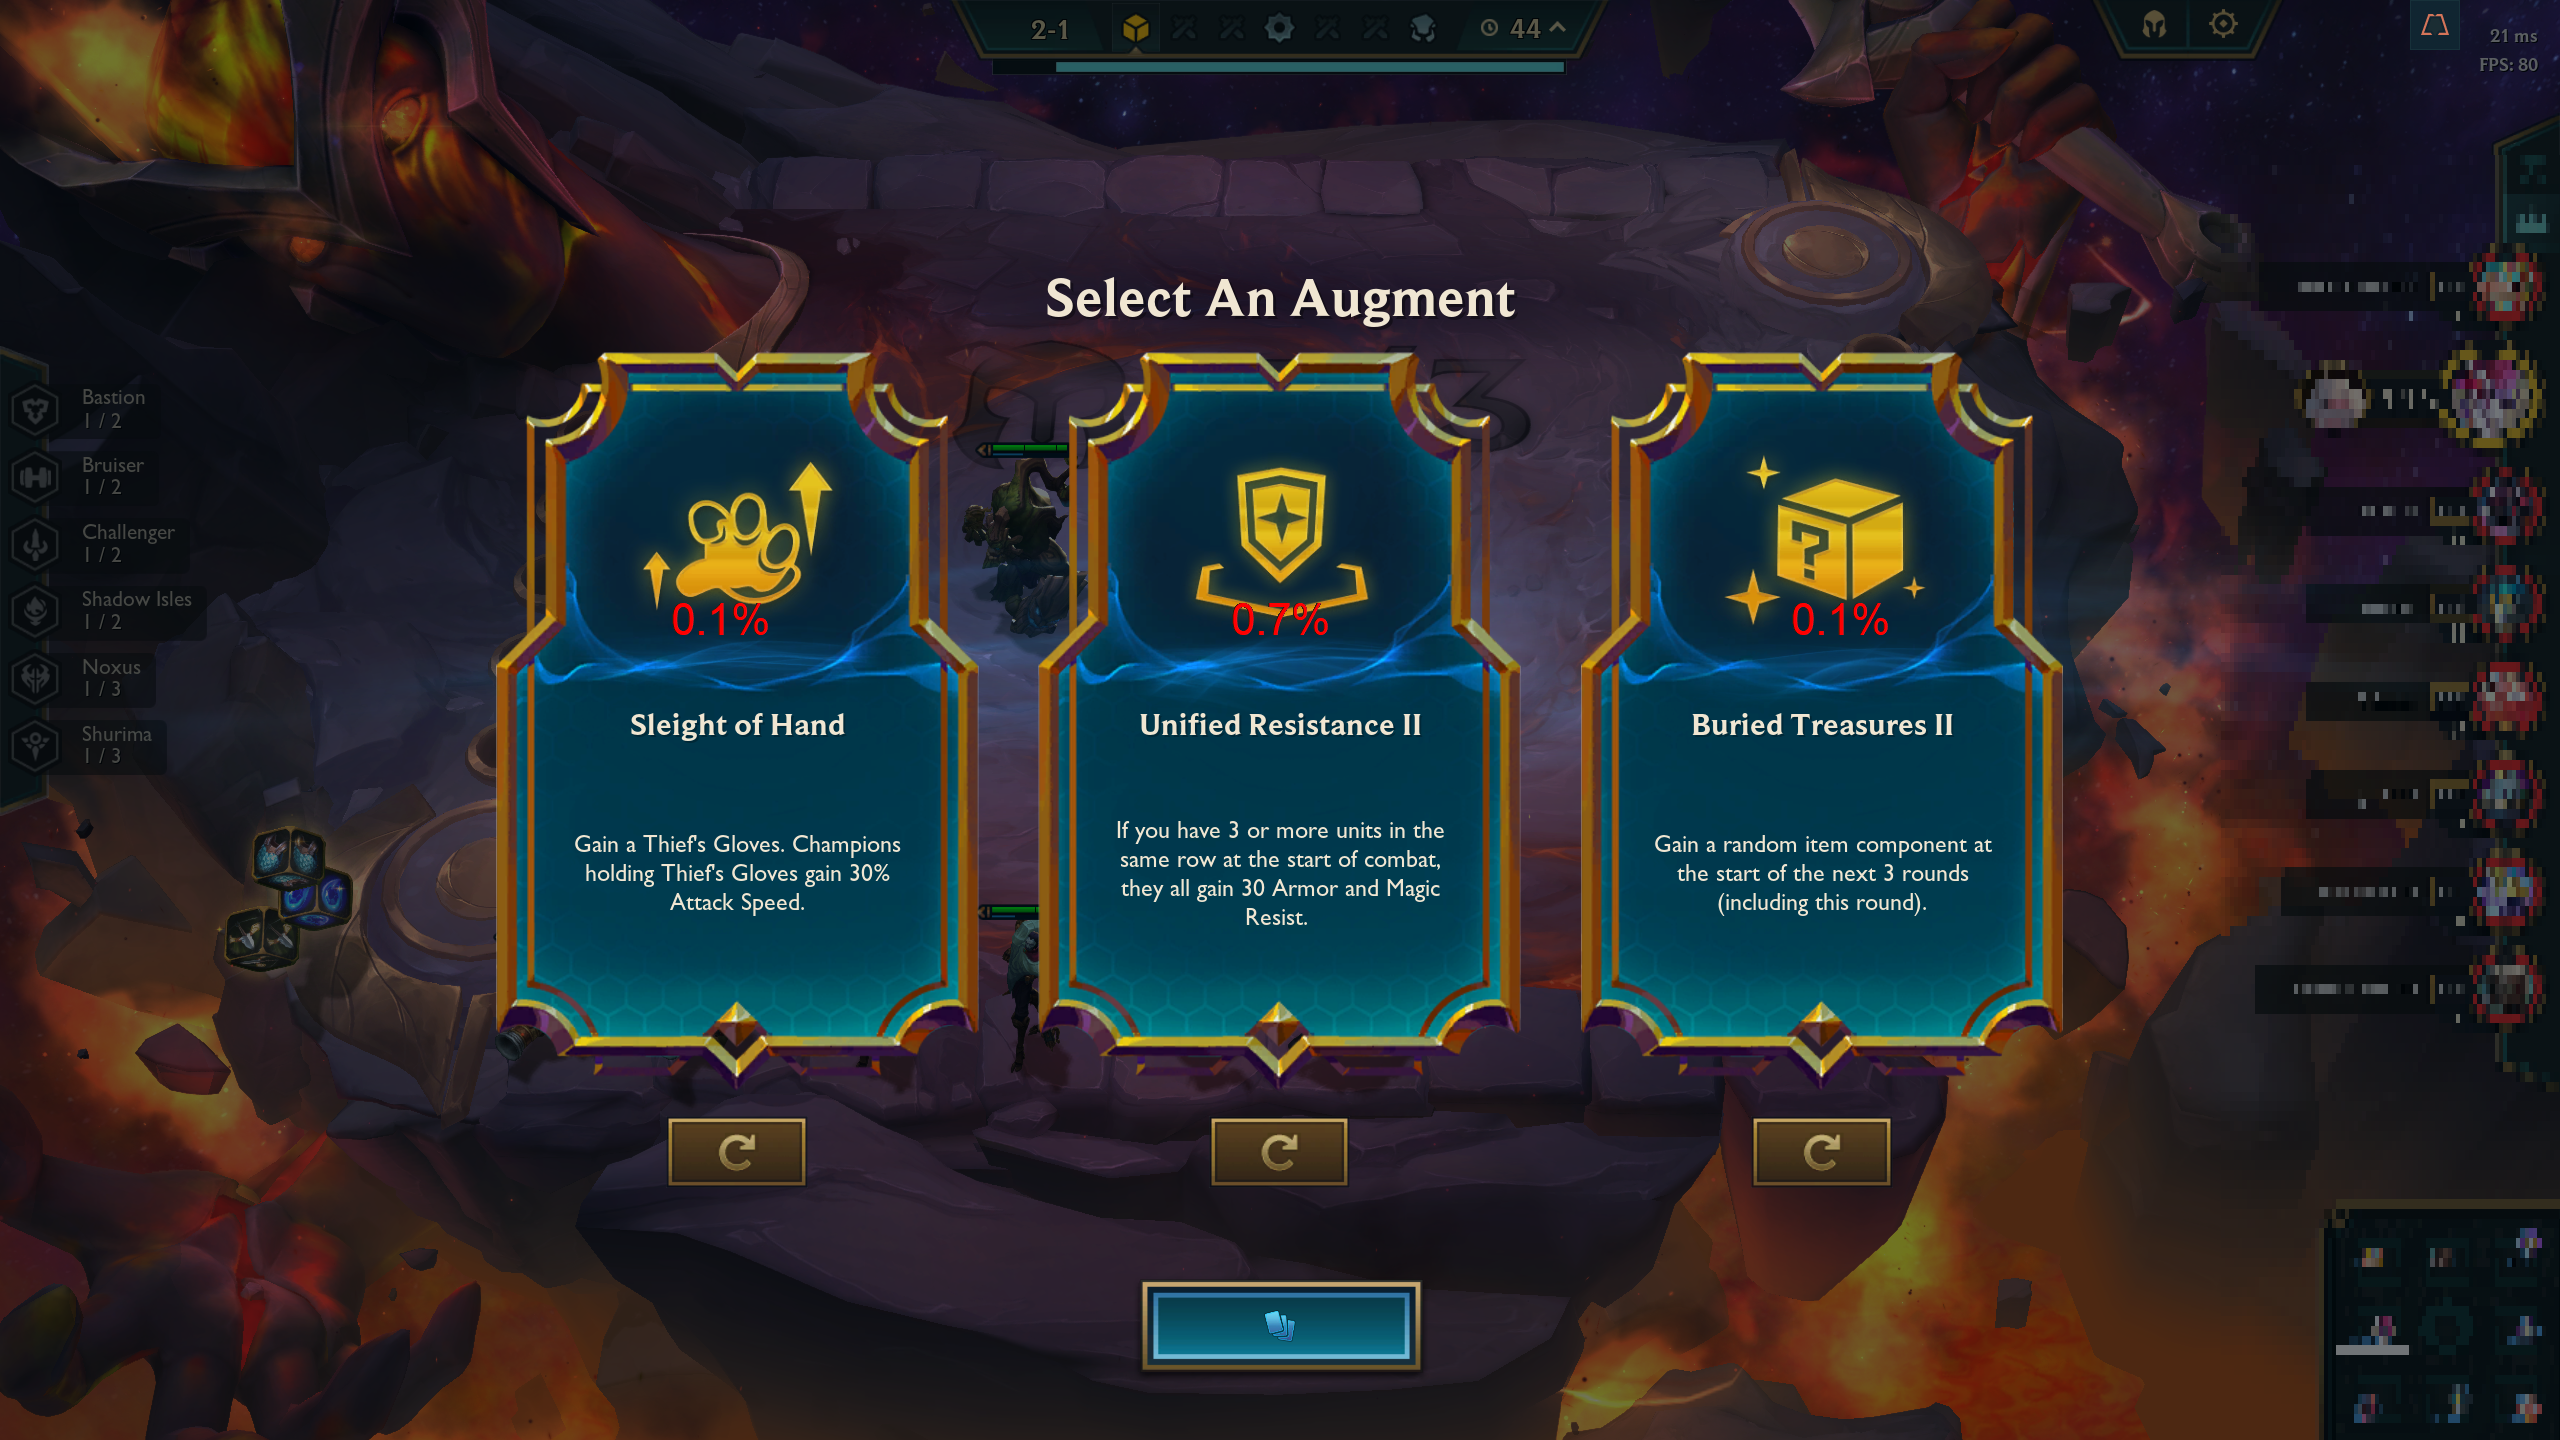 2-1
44
21 ms
FPS: 80
Select An Augment
Bastion
1 / 2
Bruiser
1 / 2
Challenger
1 / 2
Shadow Isles
1 / 2
Noxus
1 / 3
Shurima
1 / 3
0.1%
Sleight of Hand
Gain a Thief's Gloves. Champions
holding Thief's Gloves gain 30%
Attack Speed.
0.7%
Unified Resistance II
If you have 3 or more units in the
same row at the start of combat,
they all gain 30 Armor and Magic
Resist.
?
0.1%
Buried Treasures II
Gain a random item component at
the start of the next 3 rounds
(including this round).